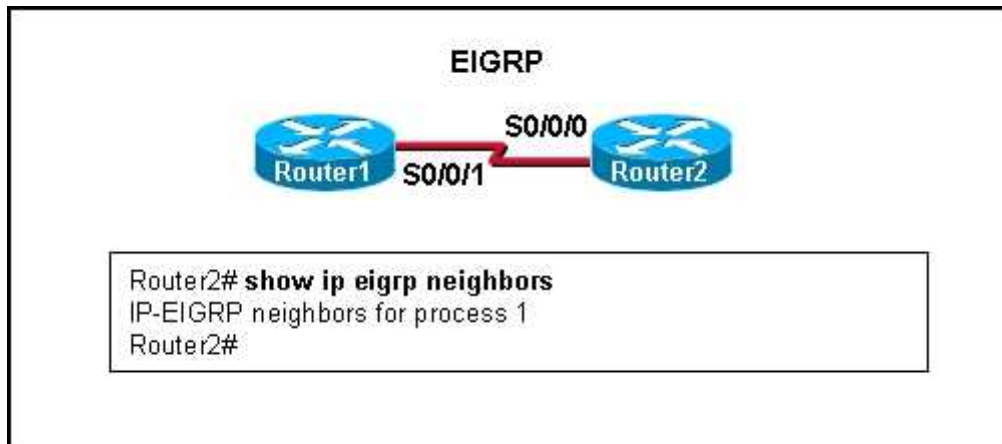 EIGRP
S0/0/0
Router1
S0/0/1
Router2
Router2# show ip eigrp neighbors
IP-EIGRP neighbors for process 1
Router2#